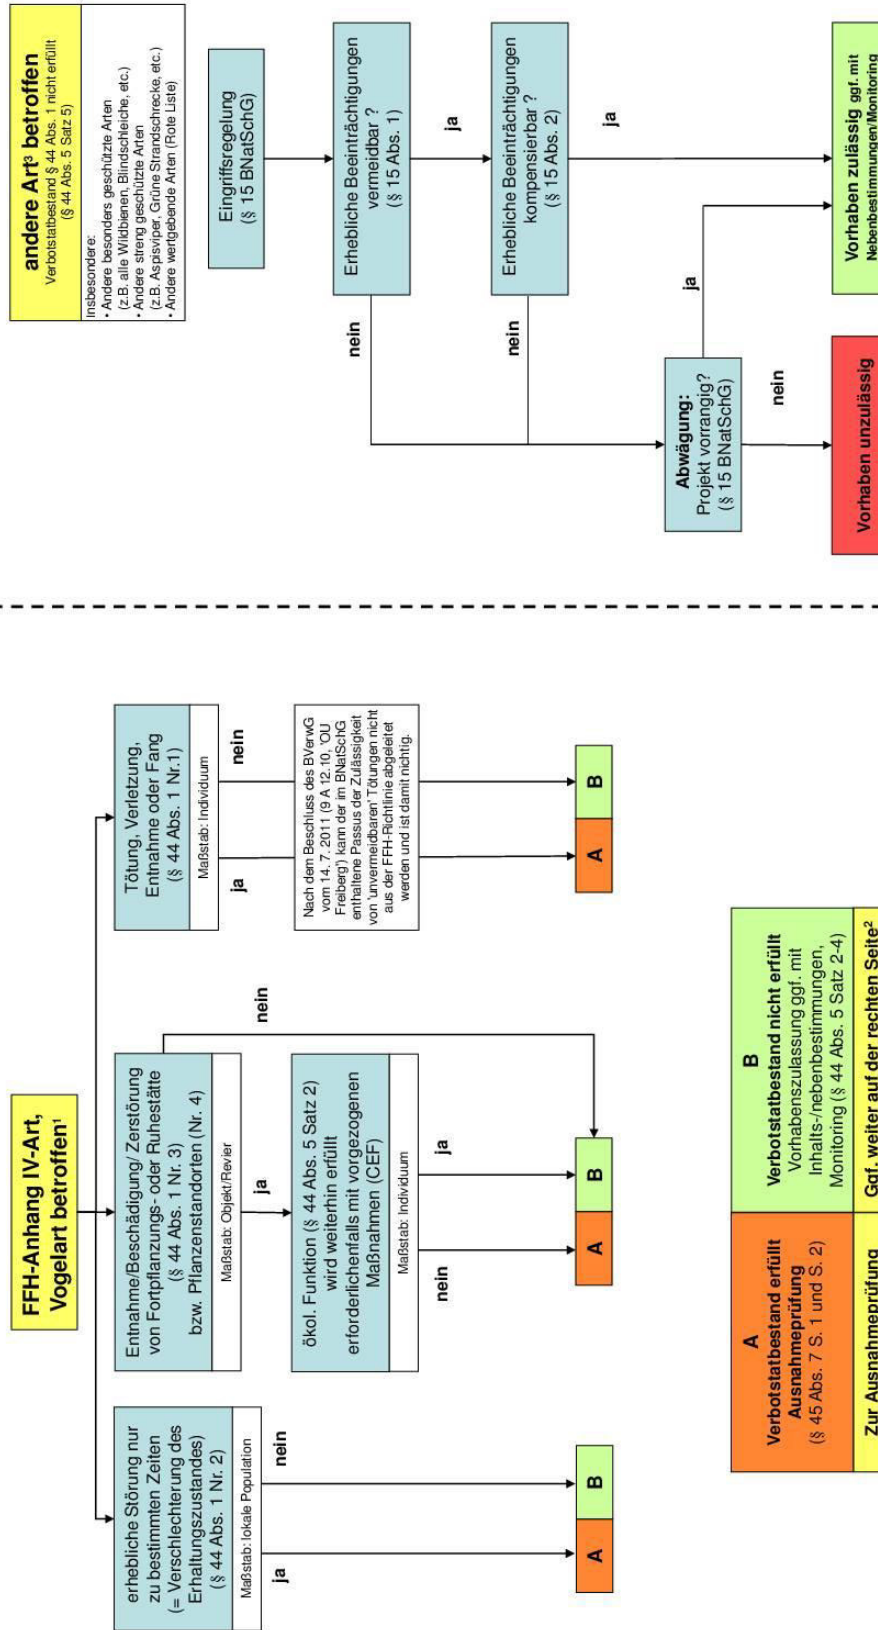 FFH-Anhang IV-Art,
Vogelart betroffen¹
erhebliche Störung nur
zu bestimmten Zeiten
(= Verschlechterung des
Erhaltungszustandes)
(§ 44 Abs. 1 Nr. 2)
Maßstab: lokale Population
ja
nein
A
B
Entnahme/Beschädigung/ Zerstörung
von Fortpflanzungs- oder Ruhestätte
(§ 44 Abs. 1 Nr. 3)
bzw. Pflanzenstandorten (Nr. 4)
Maßstab: Objekt/Revier
ja
nein
ökol. Funktion (§ 44 Abs. 5 Satz 2)
wird weiterhin erfüllt
erforderlichenfalls mit vorgezogenen
Maßnahmen (CEF)
Maßstab: Individuum
nein
ja
A
B
Tötung, Verletzung,
Entnahme oder Fang
(§ 44 Abs. 1 Nr.1)
Maßstab: Individuum
ja
nein
Nach dem Beschluss des BVerwG
vom 14. 7. 2011 (9 A 12.10, 'OU
Freiberg') kann der im BNatSchG
enthaltene Passus der Zulässigkeit
von 'unvermeidbaren' Tötungen nicht
aus der FFH-Richtlinie abgeleitet
werden und ist damit nichtig.
A
B
A
Verbotstatbestand erfüllt
Ausnahmeprüfung
(§ 45 Abs. 7 S. 1 und S. 2)
Zur Ausnahmeprüfung
B
Verbotstatbestand nicht erfüllt
Vorhabenszulassung ggf. mit
Inhalts-/nebenbestimmungen,
Monitoring (§ 44 Abs. 5 Satz 2-4)
Ggf. weiter auf der rechten Seite²
andere Art³ betroffen
Verbotstatbestand § 44 Abs. 1 nicht erfüllt
(§ 44 Abs. 5 Satz 5)
Insbesondere:
• Andere besonders geschützte Arten
(z.B. alle Wildbienen, Blindschleiche, etc.)
• Andere streng geschützte Arten
(z.B. Aspisviper, Grüne Strandschrecke, etc.)
• Andere wertgebende Arten (Rote Liste)
Eingriffsregelung
(§ 15 BNatSchG)
Erhebliche Beeinträchtigungen
vermeidbar ?
(§ 15 Abs. 1)
nein
ja
Erhebliche Beeinträchtigungen
kompensierbar ?
(§ 15 Abs. 2)
nein
ja
Abwägung:
Projekt vorrangig?
(§ 15 BNatSchG)
ja
nein
Vorhaben unzulässig
Vorhaben zulässig ggf. mit
Nebenbestimmungen/Monitoring